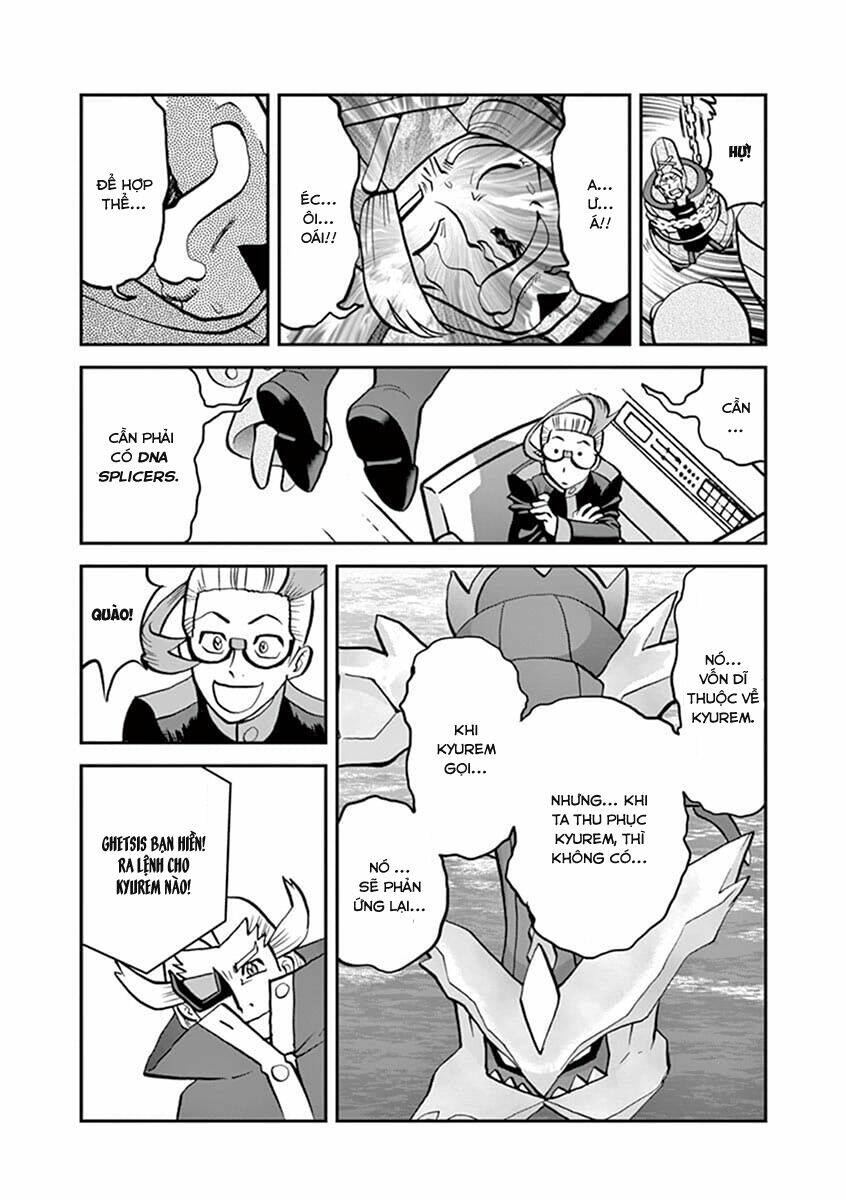 HỰ!
A...
Ư...
Á!!
ÉC...
ÔI...
OÁI!!
ĐỂ HỢP
THỂ...
CẦN
...
CẦN PHẢI
CÓ DNA
SPLICERS.
NÓ...
VỐN DĨ
THUỘC VỀ
KYUREM.
NHƯNG... KHI
TA THU PHỤC
KYUREM, THÌ
KHÔNG CÓ...
KHI
KYUREM
GỌI...
NÓ ...
SẼ PHẢN
ỨNG LẠI...
QUÀO!
GHETSIS BẠN HIỀN!
RA LỆNH CHO
KYUREM NÀO!